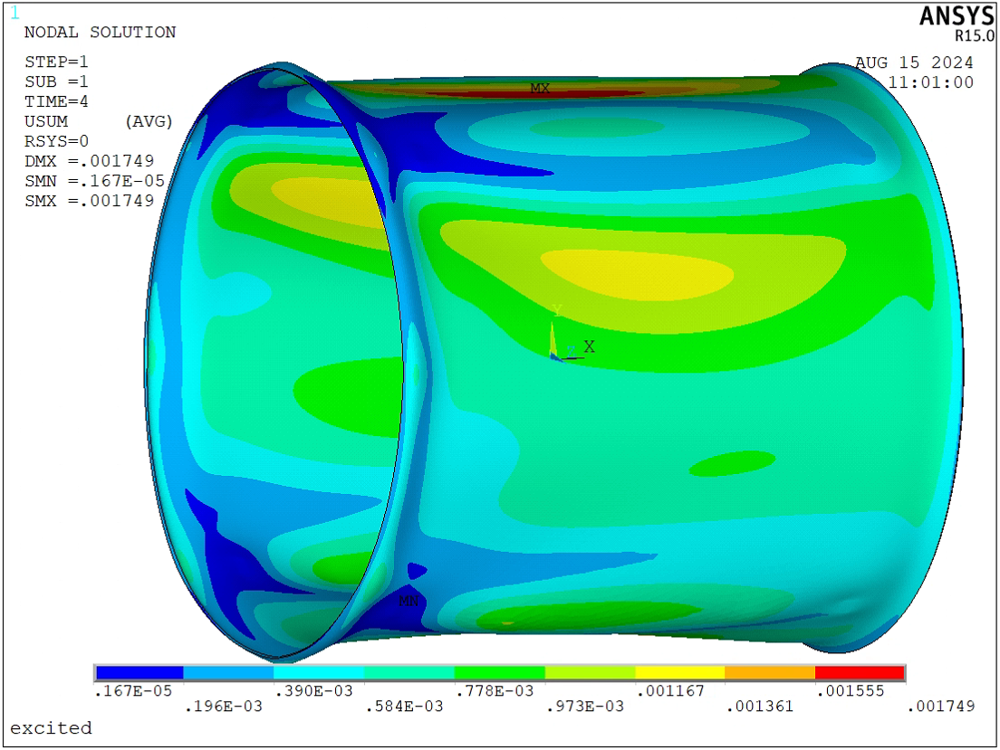 1
ANSYS
R15.0
NODAL SOLUTION
STEP=1
SUB =1
TIME=4
USUM (AVG)
RSYS=0
DMX =.001749
SMN =.167E-05
SMX =.001749
AUG 15 2024
11:01:00
MX
Y
Z
X
MN
.167E-05
.196E-03
.390E-03
.584E-03
.778E-03
.973E-03
.001167
.001361
.001555
.001749
excited